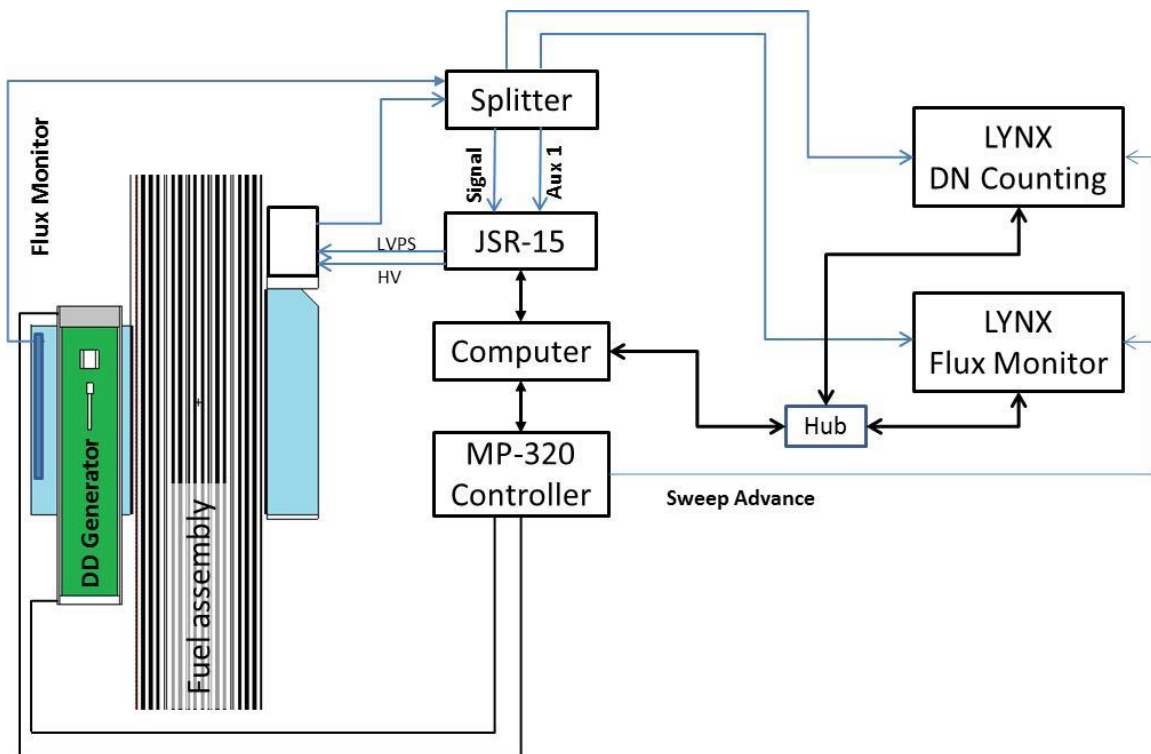 Splitter
Flux Monitor
Signal
Aux 1
LYNX
DN Counting
JSR-15
LVPS
HV
LYNX
Flux Monitor
Computer
Hub
MP-320
Controller
Sweep Advance
DD Generator
Fuel assembly